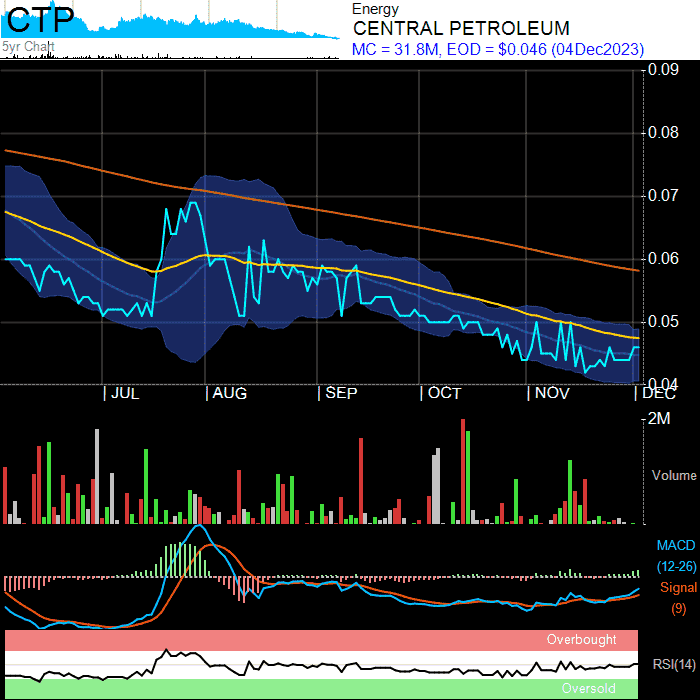 CTP
5yr Chart
Energy
CENTRAL PETROLEUM
MC = 31.8M, EOD = $0.046 (04Dec2023)
0.09
0.08
0.07
0.06
0.05
0.04
JUL AUG SEP OCT NOV DEC
2M
Volume
MACD
(12-26)
Signal
(9)
Overbought
RSI(14)
Oversold